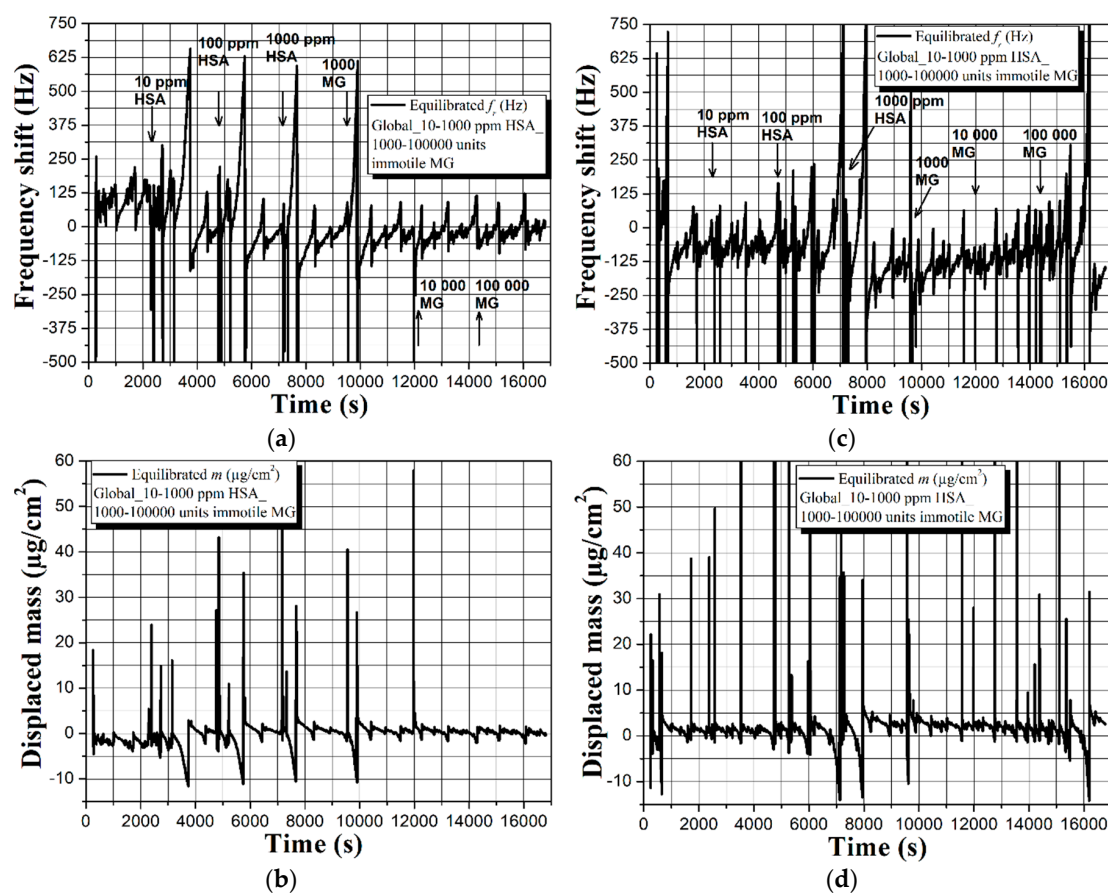 750
625
500
375
250
125
0
-125
-250
-375
-500
Frequency shift (Hz)
10 ppm
HSA
100 ppm
HSA
1000 ppm
HSA
1000
MG
Equilibrated fr (Hz)
Global_10-1000 ppm HSA_
1000-100000 units
immotile MG
10 000
MG
100 000
MG
0 2000 4000 6000 8000 10000 12000 14000 16000
Time (s)
(a)
750
625
500
375
250
125
0
-125
-250
-375
-500
Frequency shift (Hz)
Equilibrated fr (Hz)
Global_10-1000 ppm HSA_
1000-100000 units immotile MG
10 ppm
HSA
100 ppm
HSA
1000 ppm
HSA
1000
MG
10 000
MG
100 000
MG
0 2000 4000 6000 8000 10000 12000 14000 16000
Time (s)
(c)
60
50
40
30
20
10
0
-10
Displaced mass (µg/cm²)
Equilibrated m (µg/cm²)
Global_10-1000 ppm HSA_
1000-100000 units immotile MG
0 2000 4000 6000 8000 10000 12000 14000 16000
Time (s)
(b)
60
50
40
30
20
10
0
-10
Displaced mass (µg/cm²)
Equilibrated m (µg/cm²)
Global_10-1000 ppm HSA_
1000-100000 units immotile MG
0 2000 4000 6000 8000 10000 12000 14000 16000
Time (s)
(d)